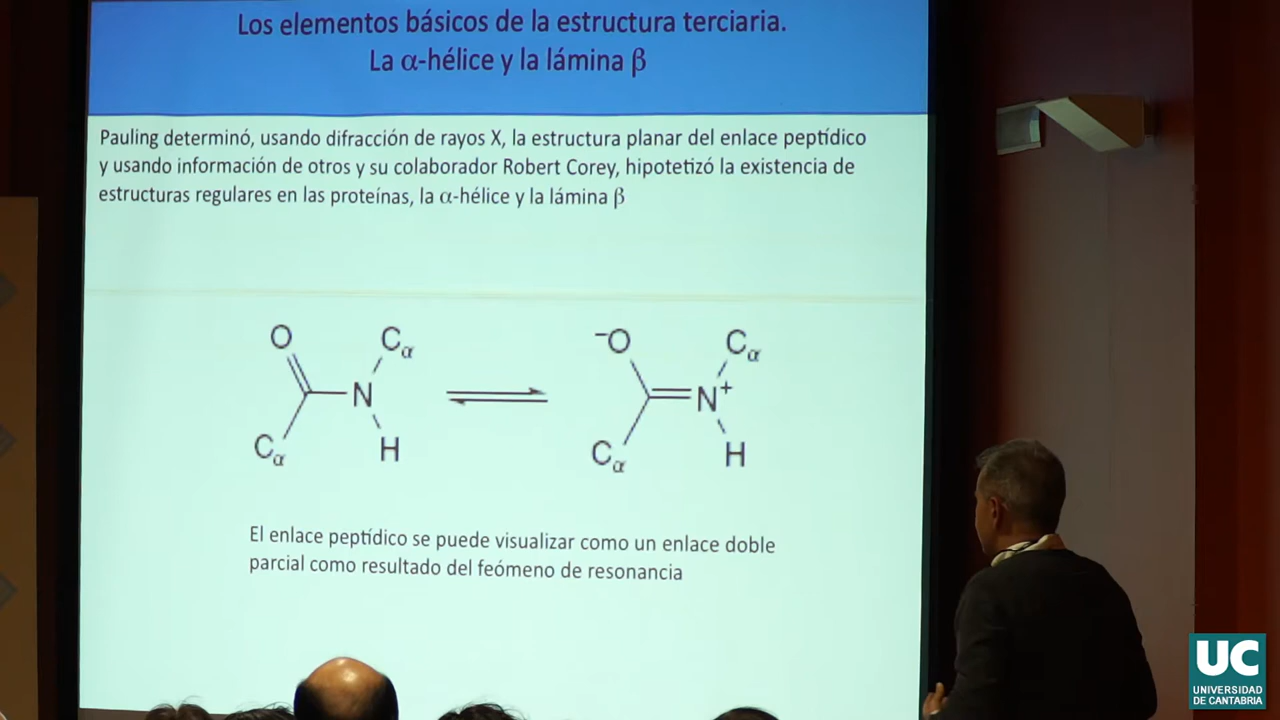 Los elementos básicos de la estructura terciaria.
La α-hélice y la lámina β
Pauling determinó, usando difracción de rayos X, la estructura planar del enlace peptídico
y usando información de otros y su colaborador Robert Corey, hipotetizó la existencia de
estructuras regulares en las proteínas, la α-hélice y la lámina β
O Cα ⁻O Cα
N N⁺
Cα H Cα H
El enlace peptídico se puede visualizar como un enlace doble
parcial como resultado del feómeno de resonancia
UC
UNIVERSIDAD
DE CANTABRIA